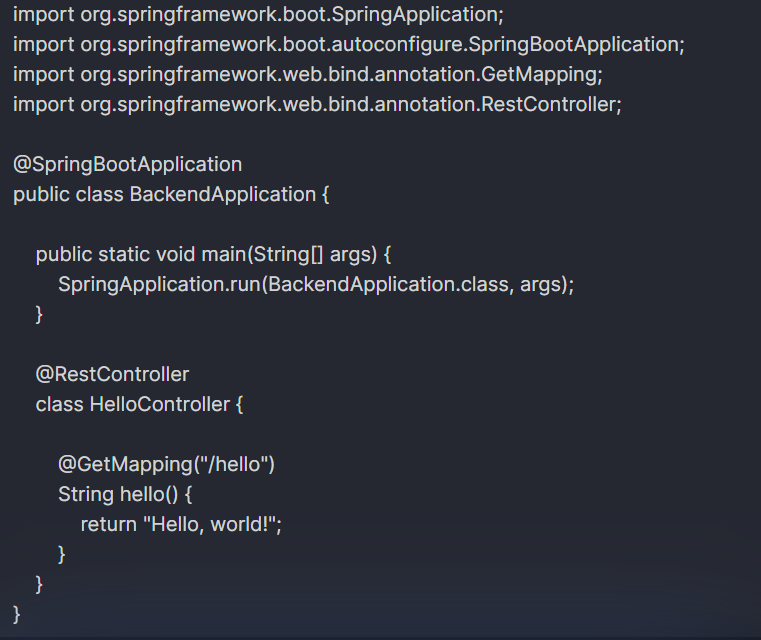 import org.springframework.boot.SpringApplication;
import org.springframework.boot.autoconfigure.SpringBootApplication;
import org.springframework.web.bind.annotation.GetMapping;
import org.springframework.web.bind.annotation.RestController;

@SpringBootApplication
public class BackendApplication {

    public static void main(String[] args) {
        SpringApplication.run(BackendApplication.class, args);
    }

    @RestController
    class HelloController {

        @GetMapping("/hello")
        String hello() {
            return "Hello, world!";
        }
    }
}